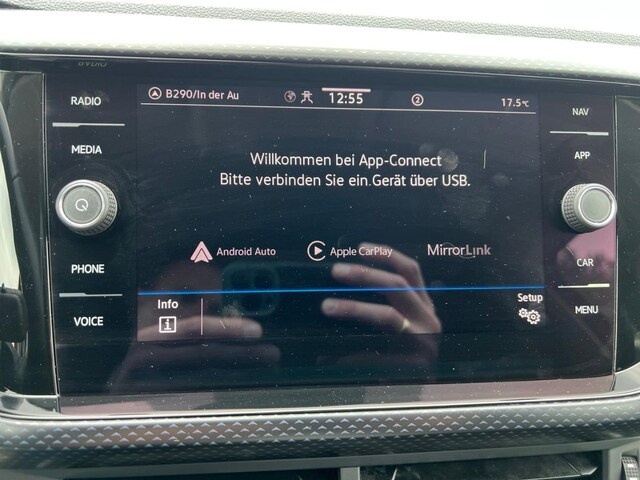 RADIO
MEDIA
PHONE
VOICE
B290/In der Au
12:55
2
17.5°C
Willkommen bei App-Connect
Bitte verbinden Sie ein Gerät über USB.
Android Auto
Apple CarPlay
MirrorLink
Info
Setup
NAV
APP
CAR
MENU